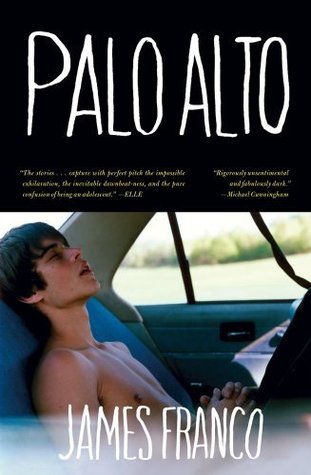 PALO ALTO
"The stories . . . capture with perfect pitch the impossible
exhilaration, the inevitable downbeat-ness, and the pure
confusion of being an adolescent." —ELLE
"Rigorously unsentimental
and fabulously dark."
—Michael Cunningham
JAMES FRANCO